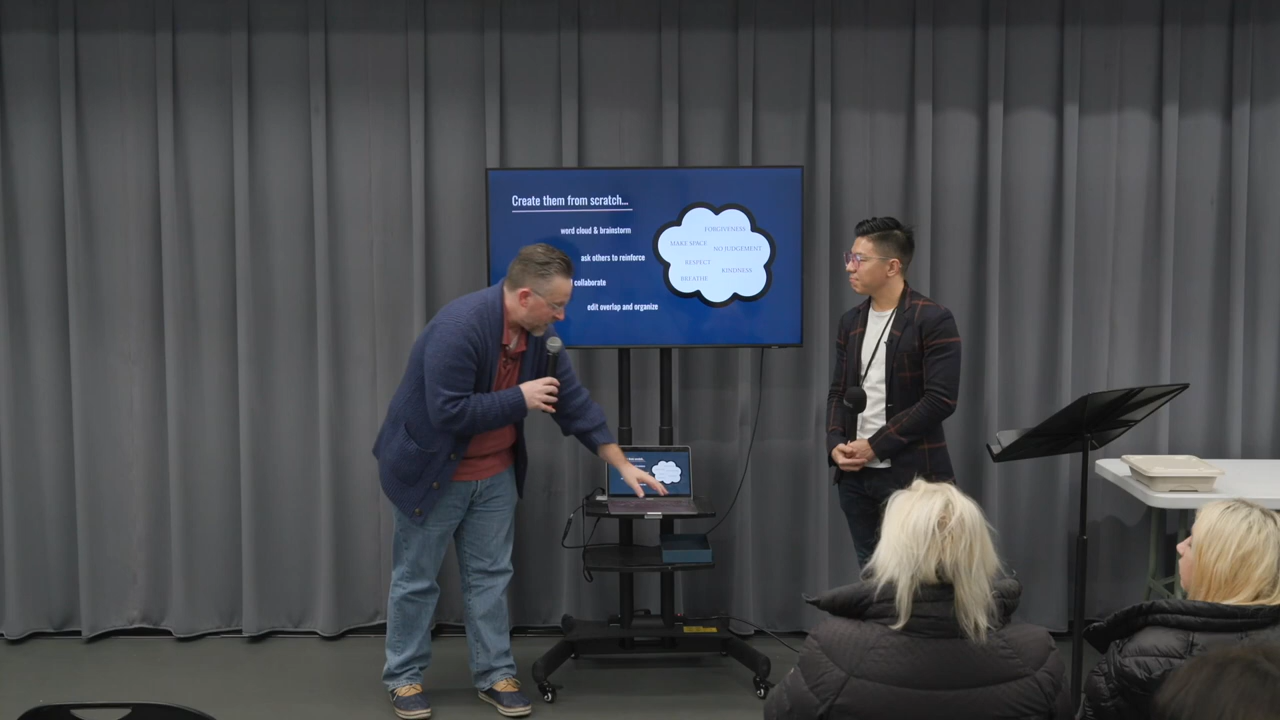 Create them from scratch...
word cloud & brainstorm
ask others to reinforce
collaborate
edit overlap and organize
FORGIVENESS
MAKE SPACE
NO JUDGEMENT
RESPECT
KINDNESS
BREATHE